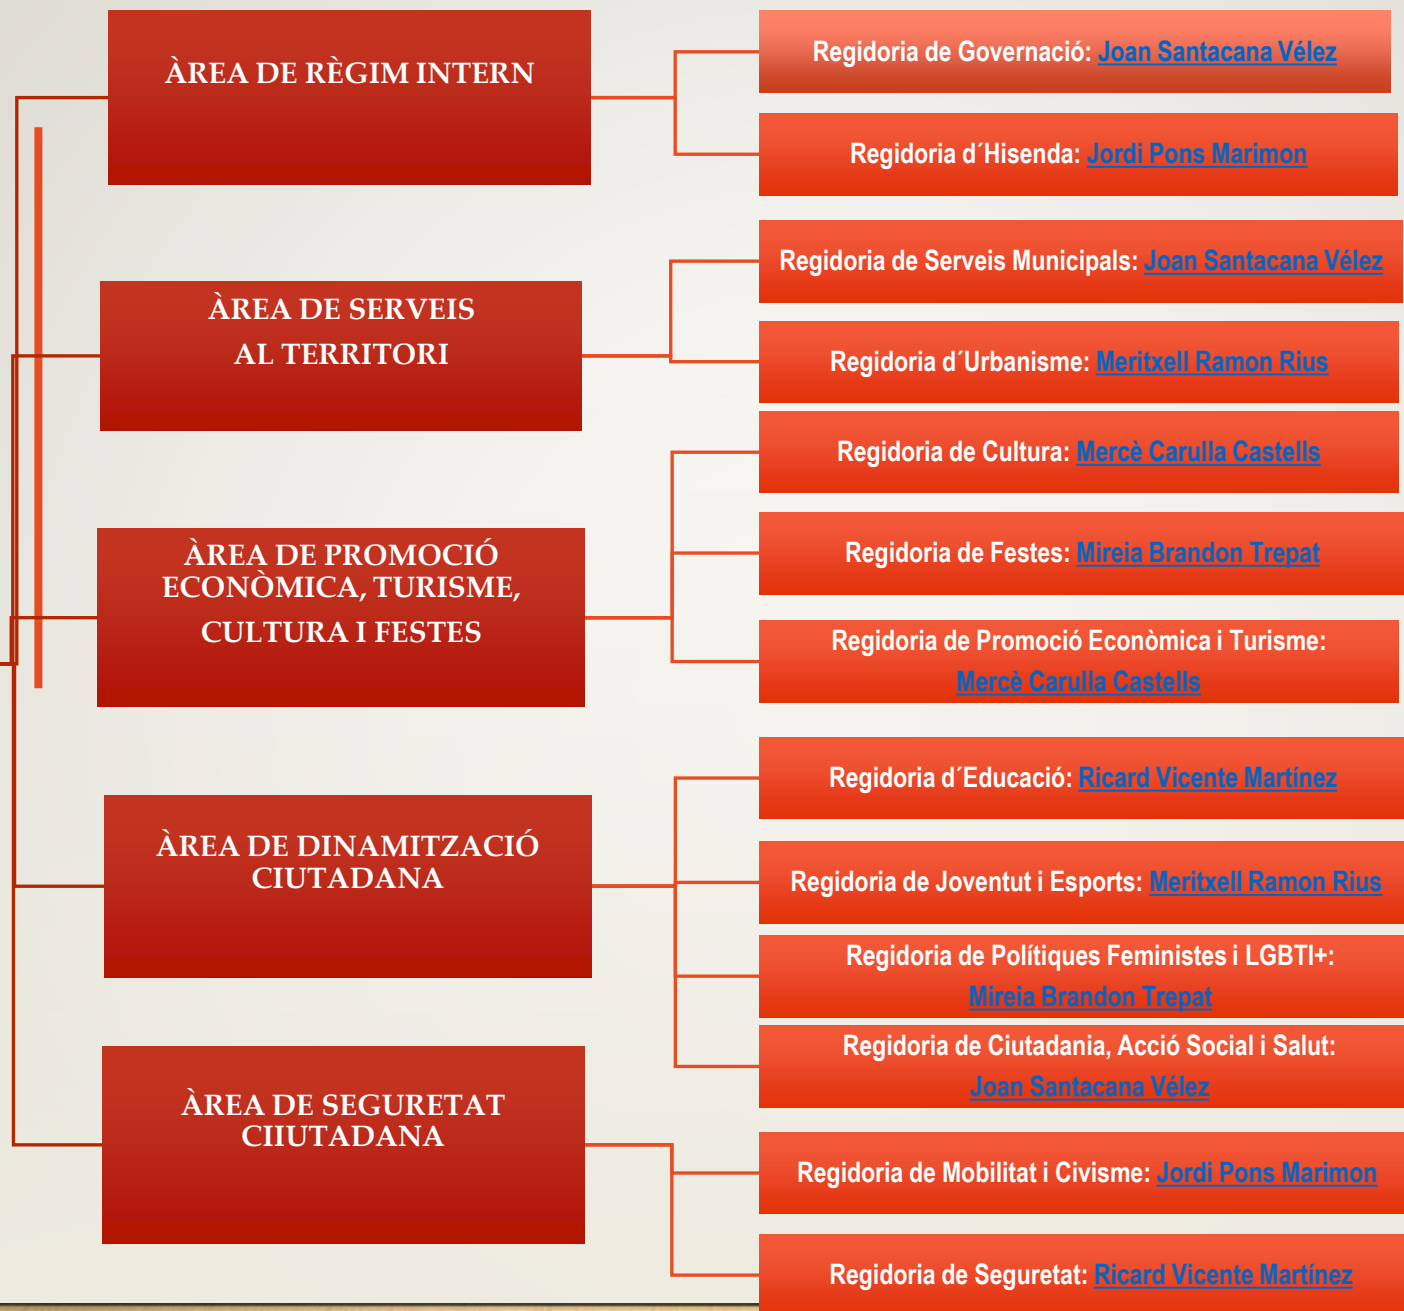 ÀREA DE RÈGIM INTERN
Regidoria de Governació: Joan Santacana Vélez
Regidoria d´Hisenda: Jordi Pons Marimon
ÀREA DE SERVEIS
AL TERRITORI
Regidoria de Serveis Municipals: Joan Santacana Vélez
Regidoria d´Urbanisme: Meritxell Ramon Rius
ÀREA DE PROMOCIÓ
ECONÒMICA, TURISME,
CULTURA I FESTES
Regidoria de Cultura: Mercè Carulla Castells
Regidoria de Festes: Mireia Brandon Trepat
Regidoria de Promoció Econòmica i Turisme:
Mercè Carulla Castells
ÀREA DE DINAMITZACIÓ
CIUTADANA
Regidoria d´Educació: Ricard Vicente Martínez
Regidoria de Joventut i Esports: Meritxell Ramon Rius
Regidoria de Polítiques Feministes i LGBTI+:
Mireia Brandon Trepat
Regidoria de Ciutadania, Acció Social i Salut:
Joan Santacana Vélez
ÀREA DE SEGURETAT
CIIUTADANA
Regidoria de Mobilitat i Civisme: Jordi Pons Marimon
Regidoria de Seguretat: Ricard Vicente Martínez